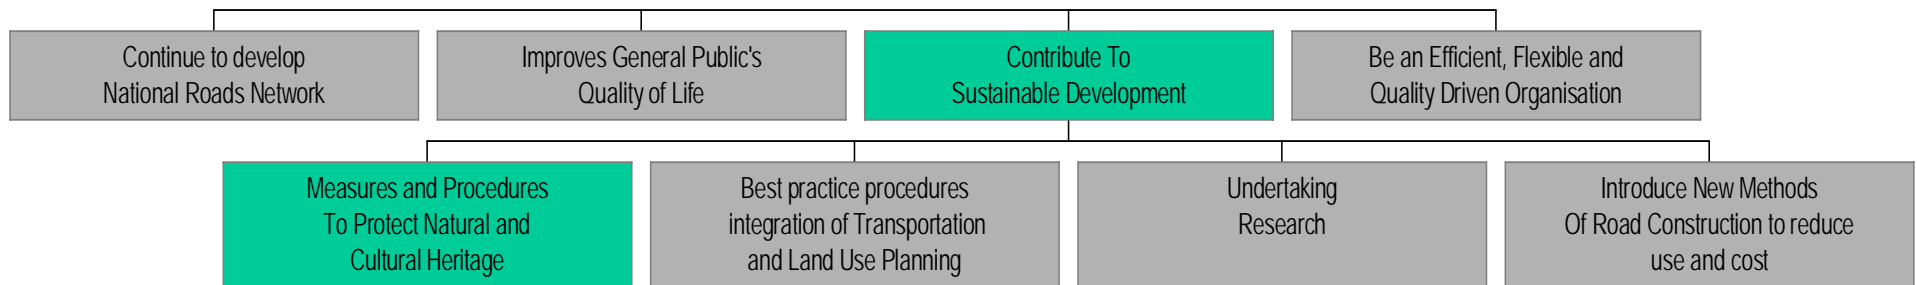 Continue to develop
National Roads Network
Improves General Public's
Quality of Life
Contribute To
Sustainable Development
Be an Efficient, Flexible and
Quality Driven Organisation
Measures and Procedures
To Protect Natural and
Cultural Heritage
Best practice procedures
integration of Transportation
and Land Use Planning
Undertaking
Research
Introduce New Methods
Of Road Construction to reduce
use and cost